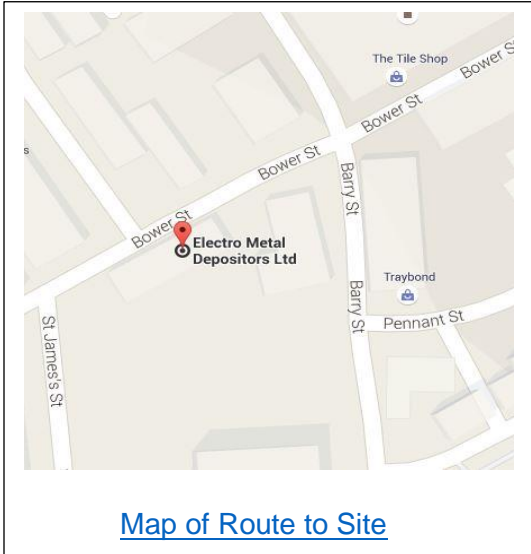 The Tile Shop
Bower S
Bower St
Bower St
Barry St
s
Bower St
Electro Metal
Depositors Ltd
Traybond
Barry St
Pennant St
St James's St
Map of Route to Site